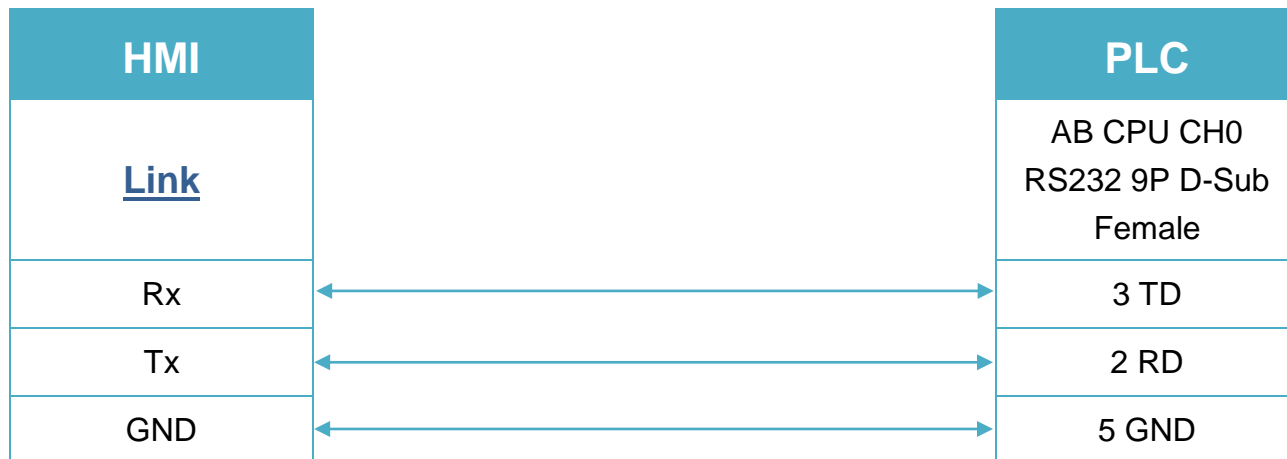 HMI
PLC
Link
AB CPU CH0
RS232 9P D-Sub
Female
Rx
3 TD
Tx
2 RD
GND
5 GND